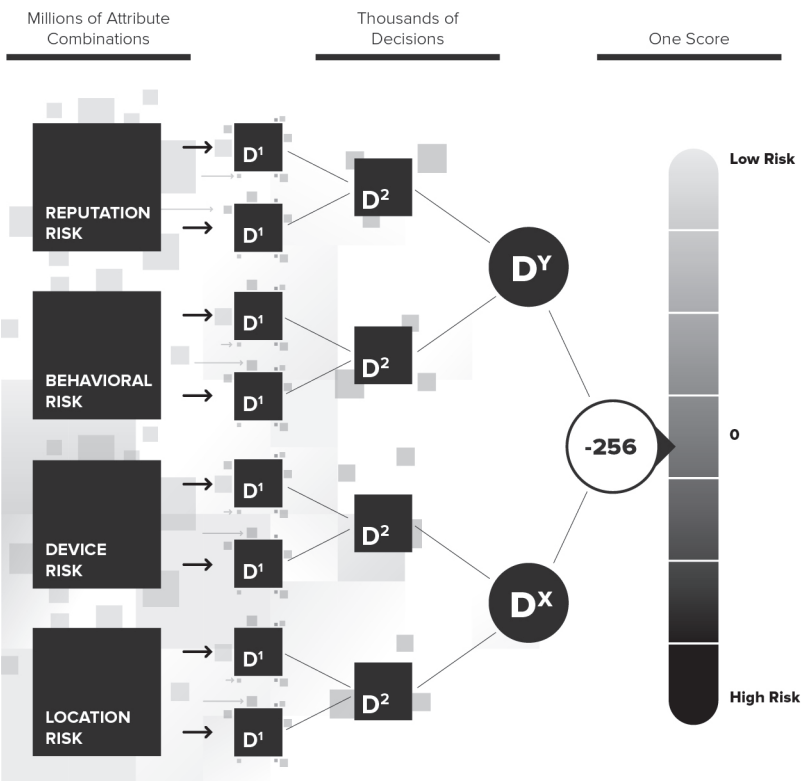 Millions of Attribute
Combinations
Thousands of
Decisions
One Score
REPUTATION
RISK
D¹
D¹
D²
BEHAVIORAL
RISK
D¹
D¹
D²
Dʸ
DEVICE
RISK
D¹
D¹
D²
LOCATION
RISK
D¹
D¹
D²
Dˣ
-256
Low Risk
0
High Risk